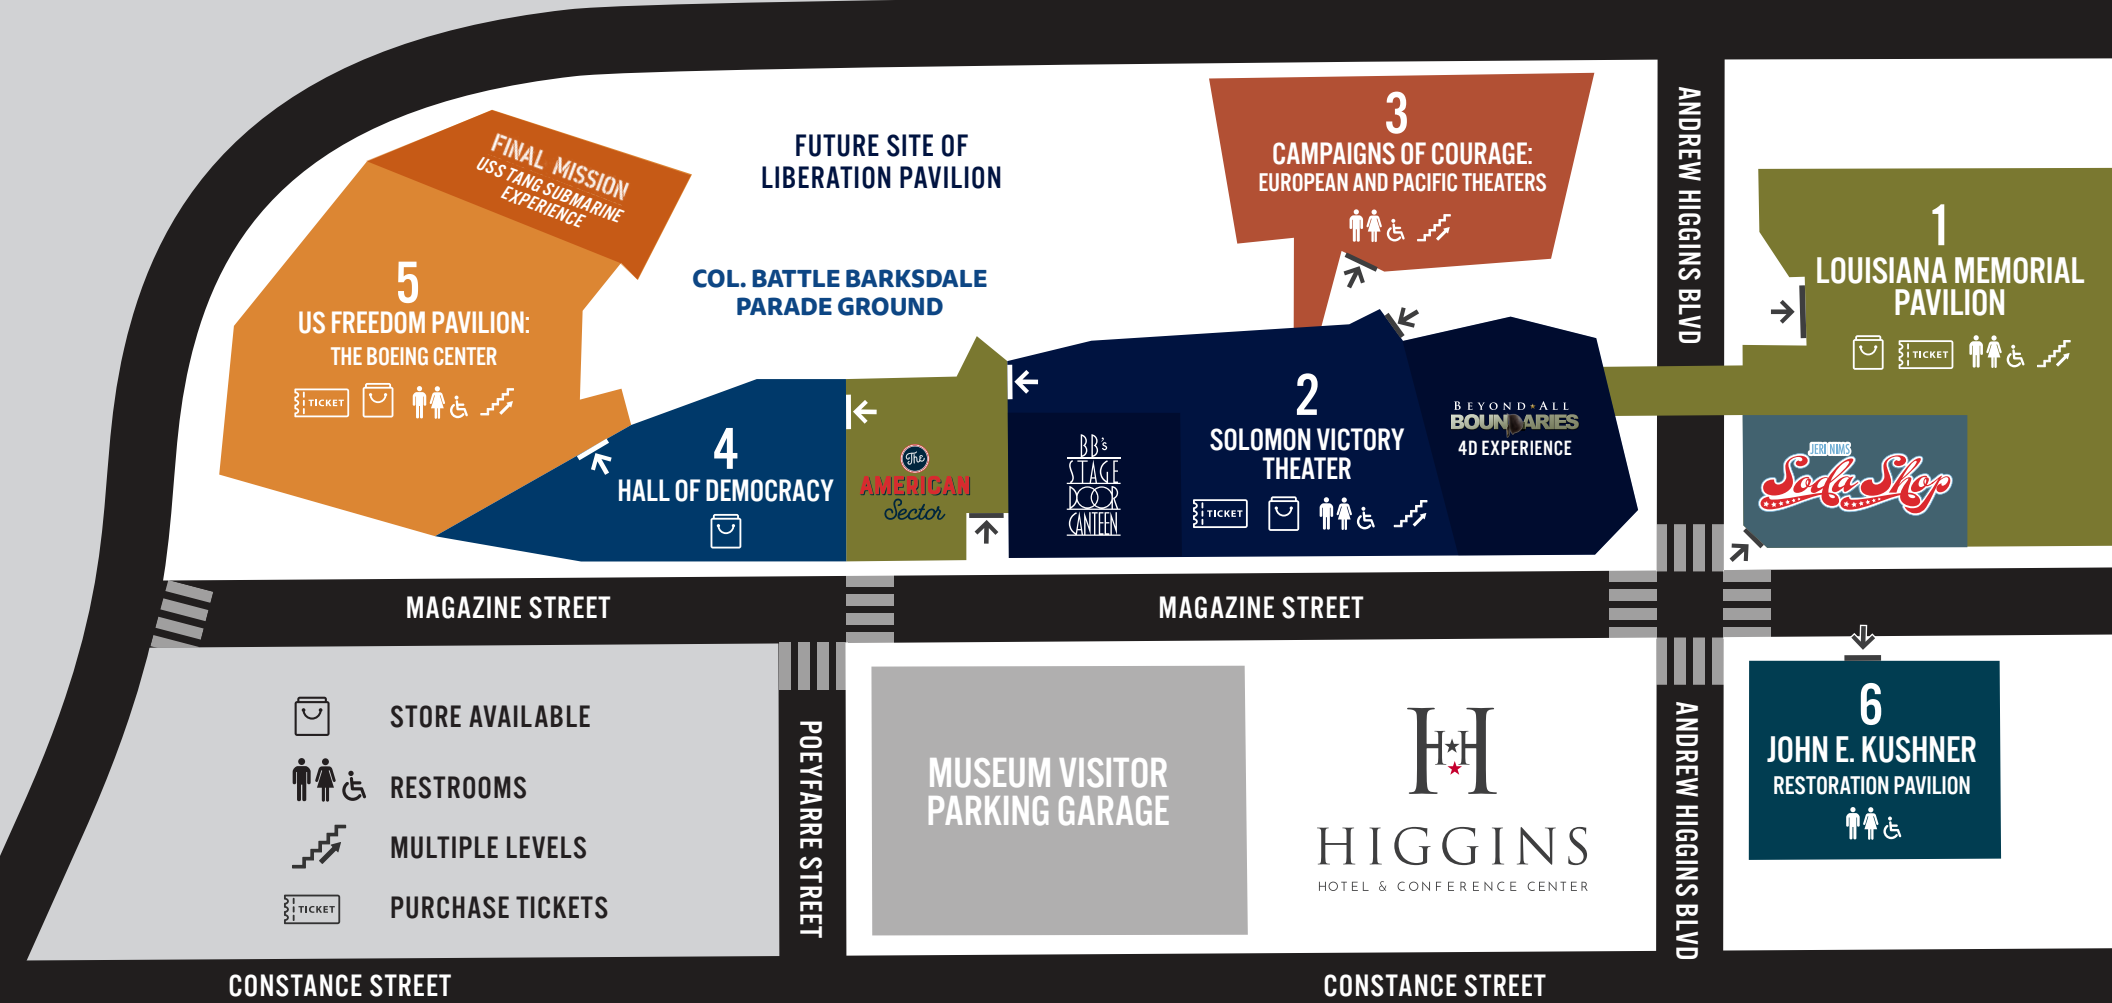 FINAL MISSION
USS TANG SUBMARINE
EXPERIENCE
5
US FREEDOM PAVILION:
THE BOEING CENTER
TICKET
FUTURE SITE OF
LIBERATION PAVILION
COL. BATTLE BARKSDALE
PARADE GROUND
3
CAMPAIGNS OF COURAGE:
EUROPEAN AND PACIFIC THEATERS
ANDREW HIGGINS BLVD
1
LOUISIANA MEMORIAL
PAVILION
TICKET
4
HALL OF DEMOCRACY
The
AMERICAN
Sector
BB's
STAGE
DOOR
CANTEEN
2
SOLOMON VICTORY
THEATER
TICKET
BEYOND ALL
BOUNDARIES
4D EXPERIENCE
JERI NIMS
Soda Shop
MAGAZINE STREET
MAGAZINE STREET
STORE AVAILABLE
RESTROOMS
MULTIPLE LEVELS
TICKET
PURCHASE TICKETS
POEYFARRE STREET
MUSEUM VISITOR
PARKING GARAGE
H
H H
HIGGINS
HOTEL & CONFERENCE CENTER
ANDREW HIGGINS BLVD
6
JOHN E. KUSHNER
RESTORATION PAVILION
CONSTANCE STREET
CONSTANCE STREET